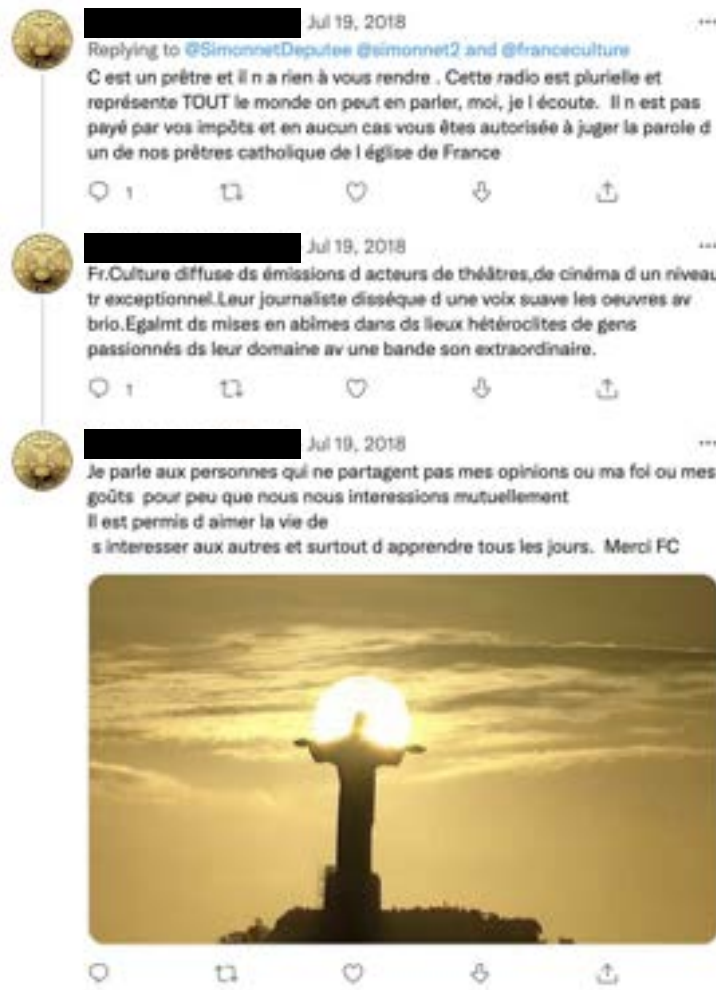 Jul 19, 2018
Replying to @SimonnetDeputee @simonnet2 and @franceculture
C est un prêtre et il n a rien à vous rendre . Cette radio est plurielle et
représente TOUT le monde on peut en parler, moi, je l écoute. Il n est pas
payé par vos impôts et en aucun cas vous êtes autorisée à juger la parole d
un de nos prêtres catholique de l église de France
1
Jul 19, 2018
Fr.Culture diffuse ds émissions d acteurs de théâtres,de cinéma d un niveau
tr exceptionnel.Leur journaliste disséque d une voix suave les oeuvres av
brio.Egalmt ds mises en abîmes dans ds lieux hétéroclites de gens
passionnés ds leur domaine av une bande son extraordinaire.
1
Jul 19, 2018
Je parle aux personnes qui ne partagent pas mes opinions ou ma foi ou mes
goûts pour peu que nous nous interessions mutuellement
Il est permis d aimer la vie de
s interesser aux autres et surtout d apprendre tous les jours. Merci FC